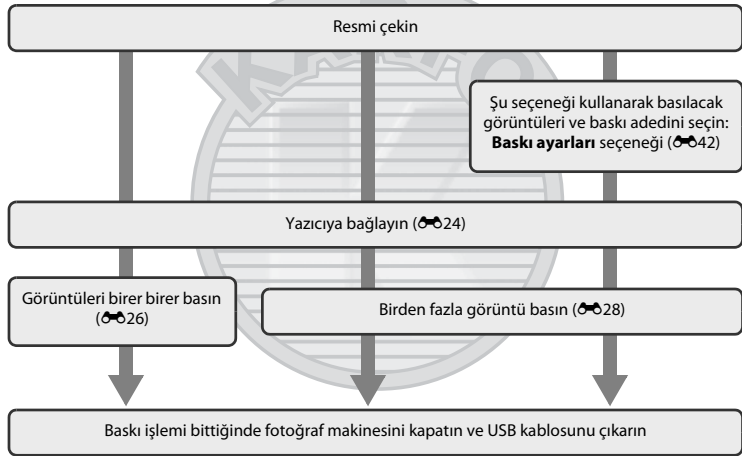 Resmi çekin
Şu seçeneği kullanarak basılacak
görüntüleri ve baskı adedini seçin:
Baskı ayarları seçeneği (42)
Yazıcıya bağlayın (24)
Görüntüleri birer birer basın
(26)
Birden fazla görüntü basın (28)
Baskı işlemi bittiğinde fotoğraf makinesini kapatın ve USB kablosunu çıkarın